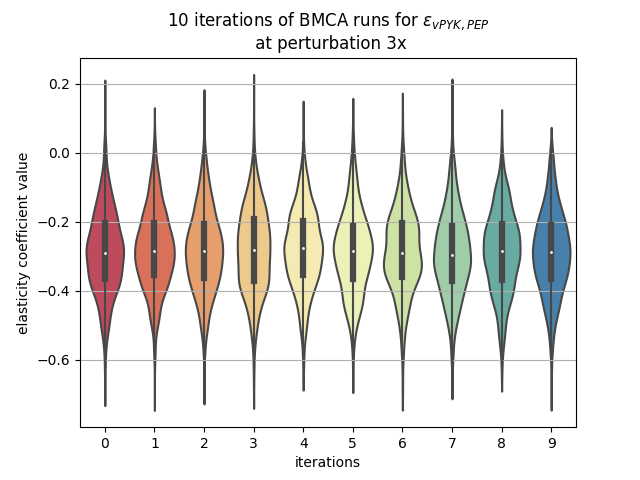 10 iterations of BMCA runs for ε_{vPYK, PEP}
at perturbation 3x
elasticity coefficient value
0.2
0.0
−0.2
−0.4
−0.6
0 1 2 3 4 5 6 7 8 9
iterations